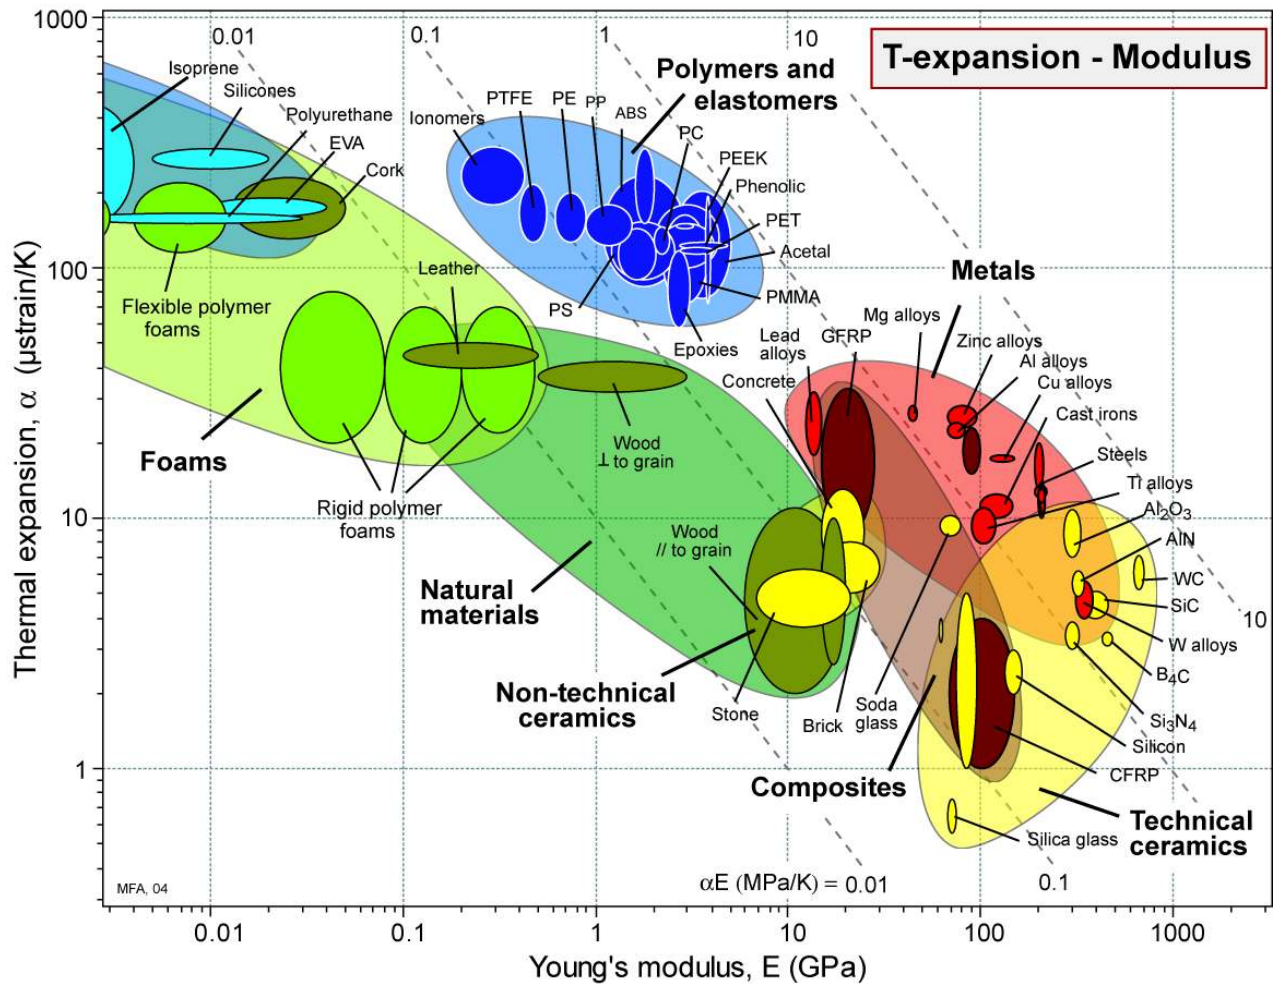 1000
0.01
0.1
1
10
T-expansion - Modulus
Isoprene
Silicones
Polyurethane
EVA
Cork
Ionomers
PTFE
PE
PP
ABS
Polymers and
elastomers
PC
PEEK
Phenolic
PET
Acetal
PMMA
PS
Epoxies
100
Flexible polymer
foams
Leather
Metals
Mg alloys
Lead
alloys
GFRP
Zinc alloys
Al alloys
Cu alloys
Cast irons
Concrete
Steels
Ti alloys
Al₂O₃
AlN
WC
SiC
W alloys
B₄C
Si₃N₄
Silicon
CFRP
10
Foams
Wood
⊥ to grain
Rigid polymer
foams
10
Wood
// to grain
Natural
materials
Non-technical
ceramics
Stone
Brick
Soda
glass
Composites
1
Technical
ceramics
Silica glass
MFA, 04
αE (MPa/K) = 0.01
0.1
Thermal expansion, α (µstrain/K)
0.01
0.1
1
10
100
1000
Young's modulus, E (GPa)